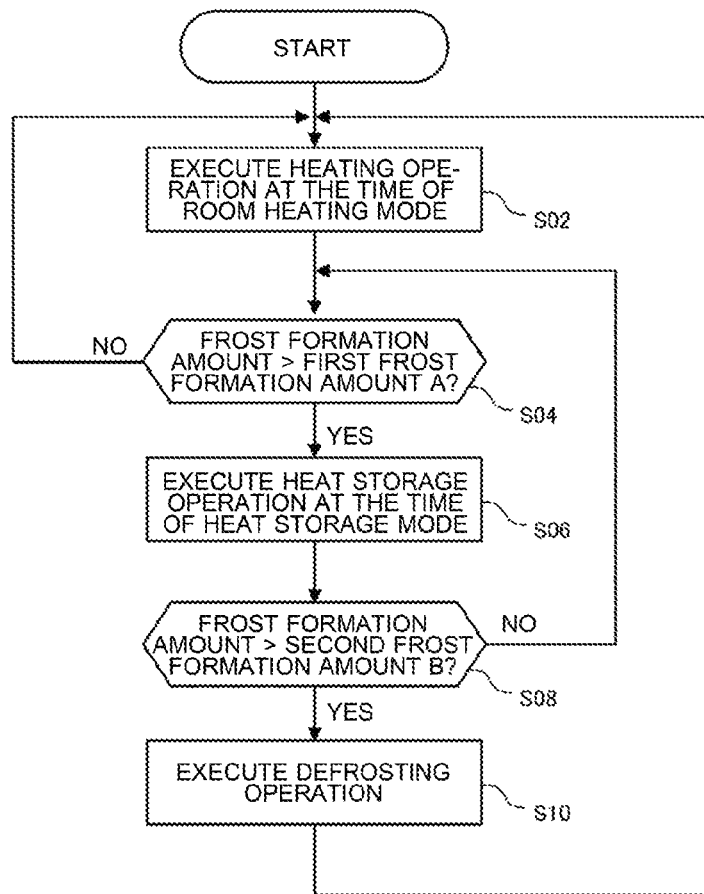 START
EXECUTE HEATING OPE-
RATION AT THE TIME OF
ROOM HEATING MODE
S02
FROST FORMATION
AMOUNT > FIRST FROST
FORMATION AMOUNT A?
NO
S04
YES
EXECUTE HEAT STORAGE
OPERATION AT THE TIME
OF HEAT STORAGE MODE
S06
FROST FORMATION
AMOUNT > SECOND FROST
FORMATION AMOUNT B?
NO
S08
YES
EXECUTE DEFROSTING
OPERATION
S10